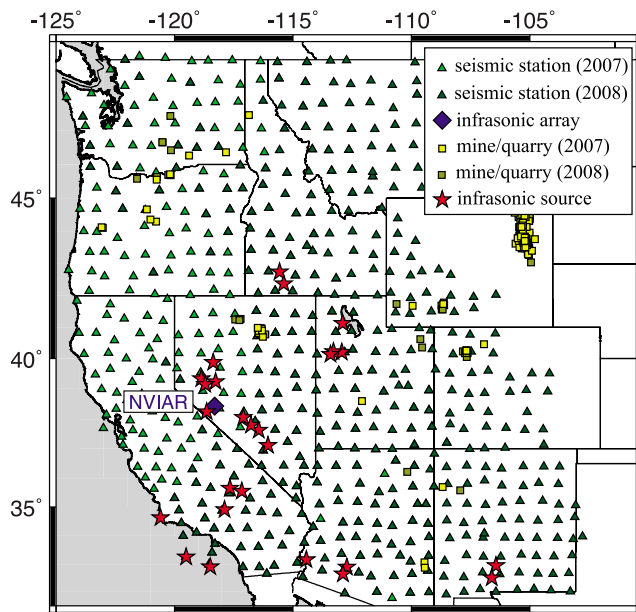 -125° -120° -115° -110° -105°
seismic station (2007)
seismic station (2008)
infrasonic array
mine/quarry (2007)
mine/quarry (2008)
infrasonic source
45°
40°
NVIAR
35°